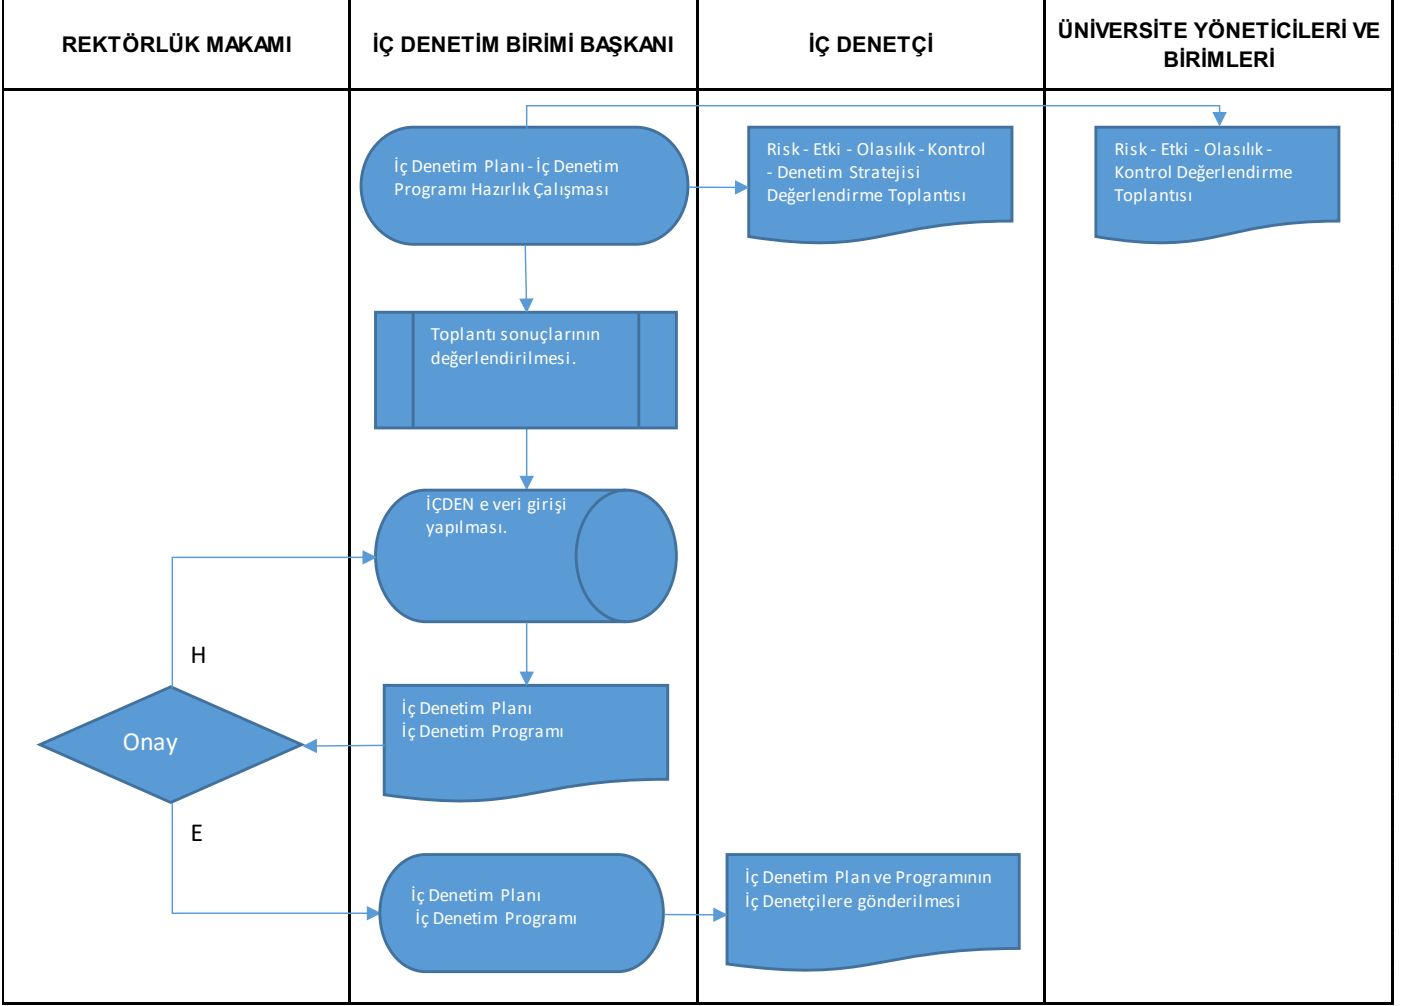 REKTÖRLÜK MAKAMI
İÇ DENETİM BİRİMİ BAŞKANI
İÇ DENETÇİ
ÜNİVERSİTE YÖNETİCİLERİ VE
BİRİMLERİ
İç Denetim Planı - İç Denetim
Programı Hazırlık Çalışması
Risk - Etki - Olasılık - Kontrol
- Denetim Stratejisi
Değerlendirme Toplantısı
Risk - Etki - Olasılık -
Kontrol Değerlendirme
Toplantısı
Toplantı sonuçlarının
değerlendirilmesi.
İÇDEN e veri girişi
yapılması.
H
İç Denetim Planı
İç Denetim Programı
Onay
E
İç Denetim Planı
İç Denetim Programı
İç Denetim Plan ve Programının
İç Denetçilere gönderilmesi